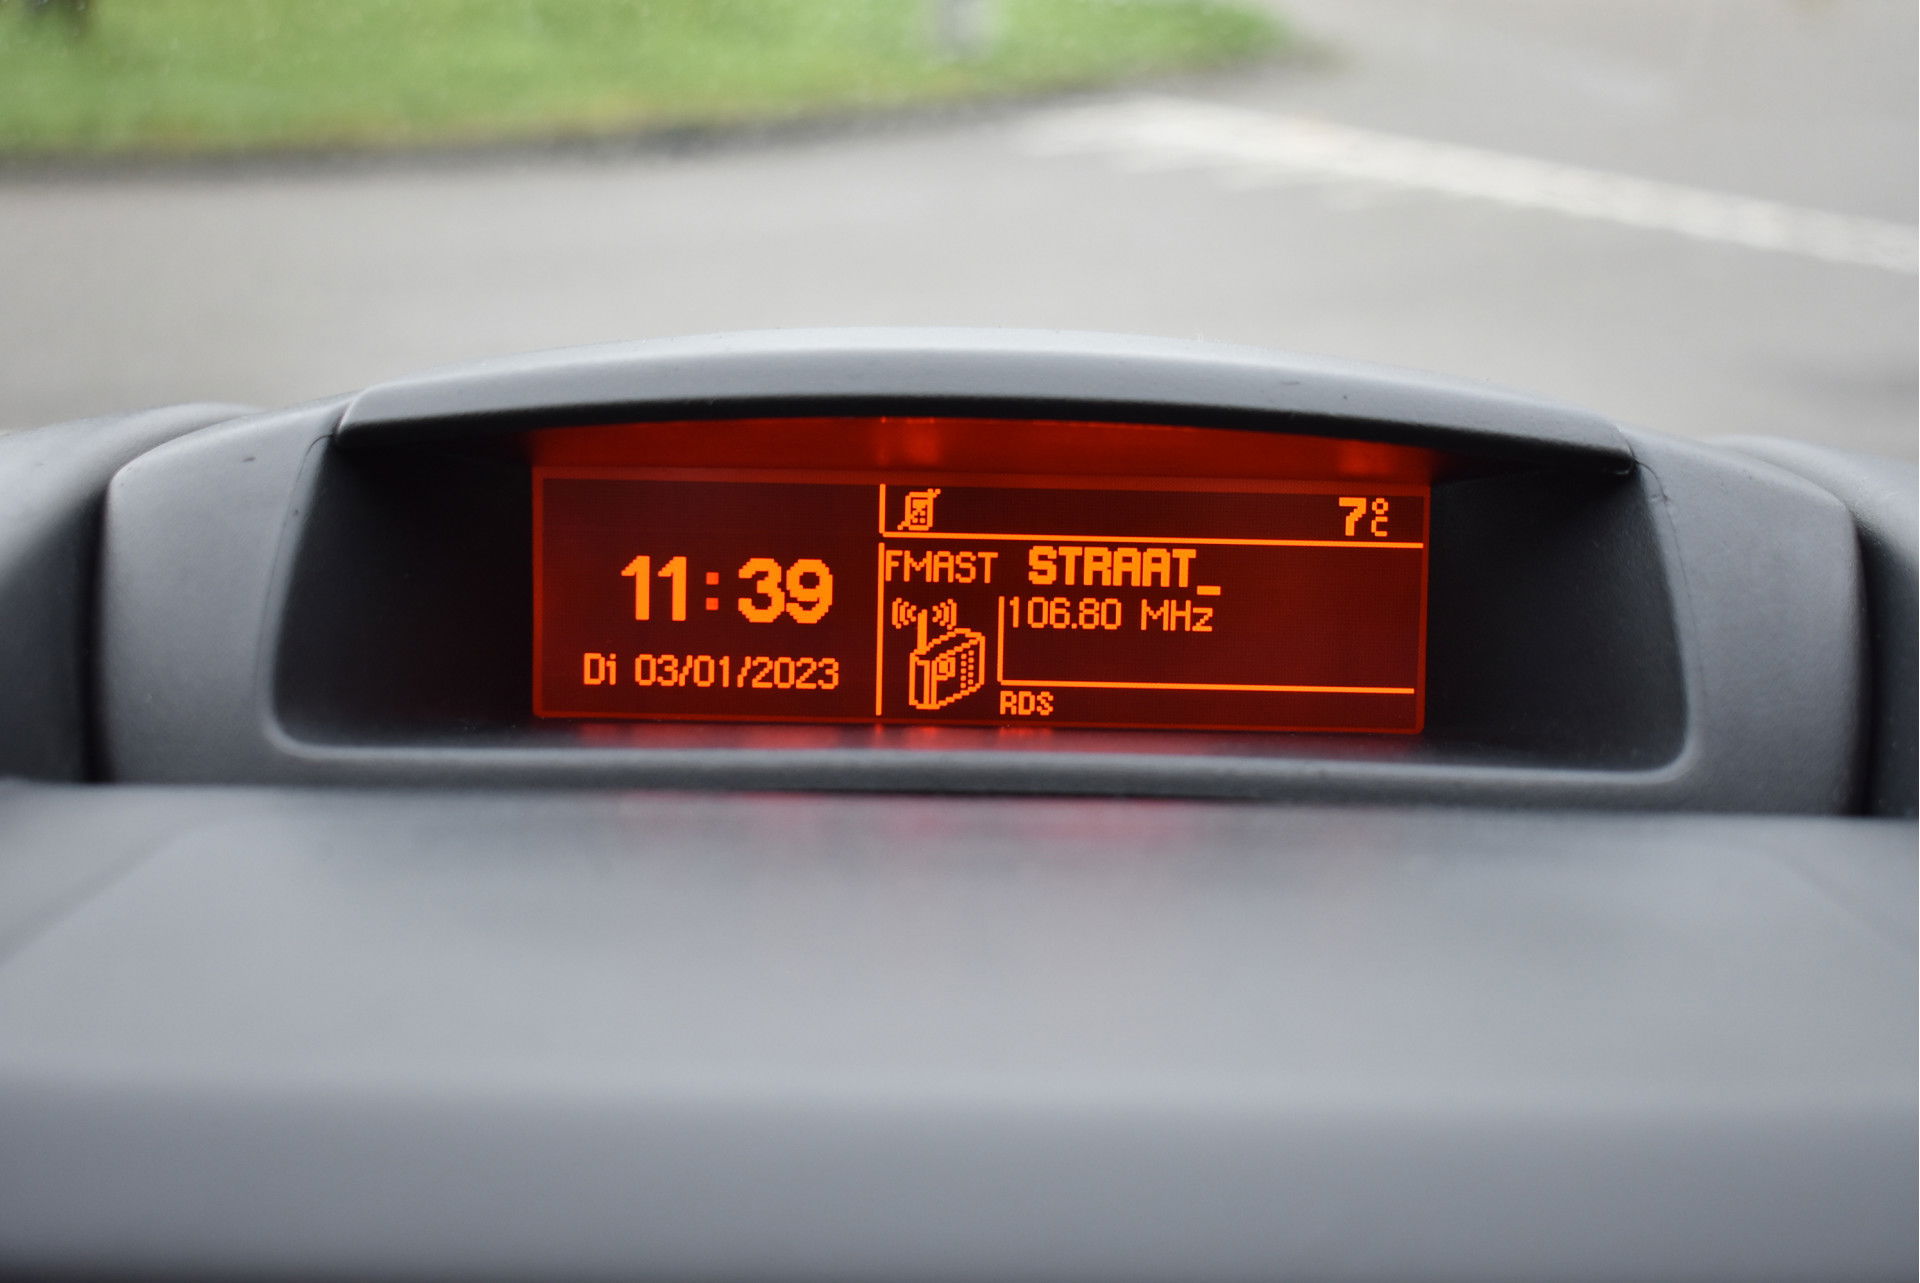 7°C
11:39
FMAST STRAAT_
106.80 MHz
Di 03/01/2023
RDS